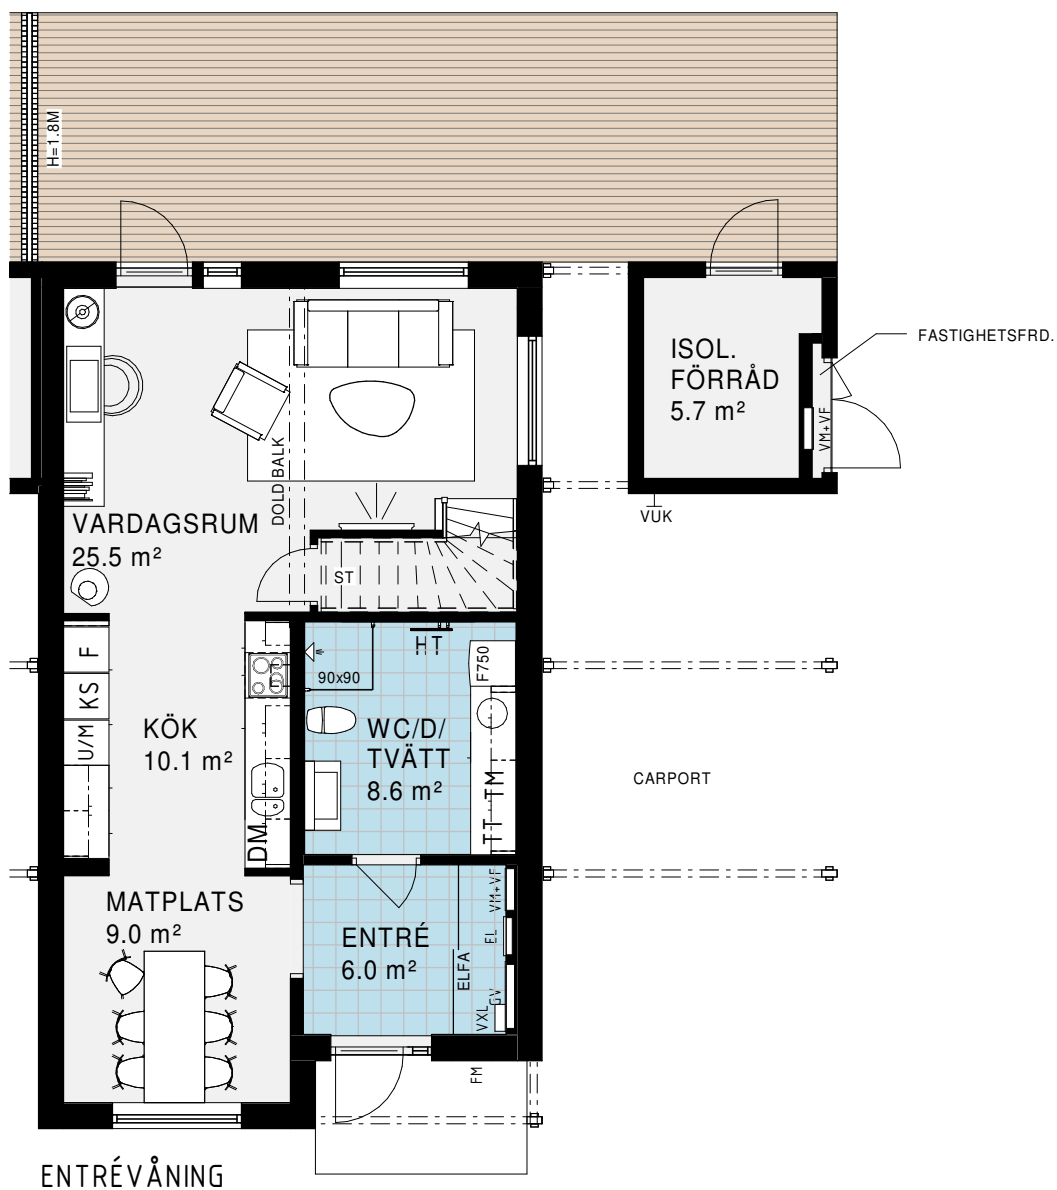 H=1.8M
FASTIGHETSFRD.
ISOL.
FÖRRÅD
5.7 m²
VM+VF
VUK
DOLD BALK
VARDAGSRUM
25.5 m²
ST
F
KS
U/M
KÖK
10.1 m²
DM
HT
90x90
F750
WC/D/
TVÄTT
8.6 m²
TT TM
CARPORT
MATPLATS
9.0 m²
ENTRÉ
6.0 m²
ELFA
VM+VF
EL
GV
VXL
FM
ENTRÉVÅNING